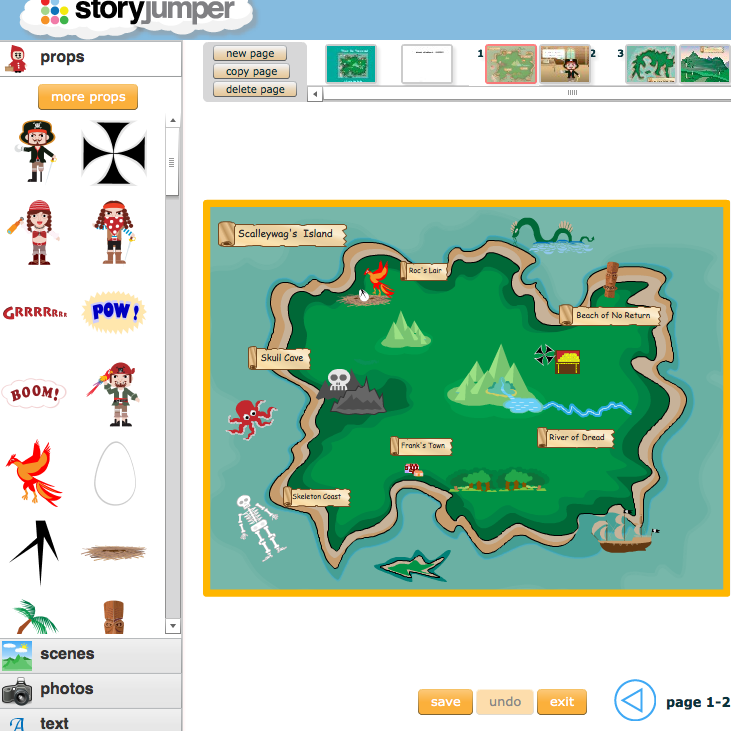 storyjumper
props
more props
GRRRRRRR
POW!
BOOM!
scenes
photos
A text
new page
copy page
delete page
1
2
3
Scalleywag's Island
Roc's Lair
Beach of No Return
Skull Cave
River of Dread
Frank's Town
Skeleton Coast
save
undo
exit
page 1-2